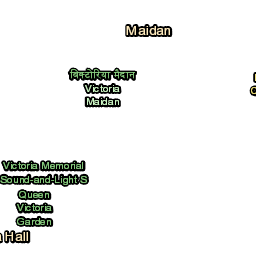 Maidan
विक्टोरिया मैदान
Victoria
Maidan
Victoria Memorial
Sound-and-Light-S
Queen
Victoria
Garden
Hall